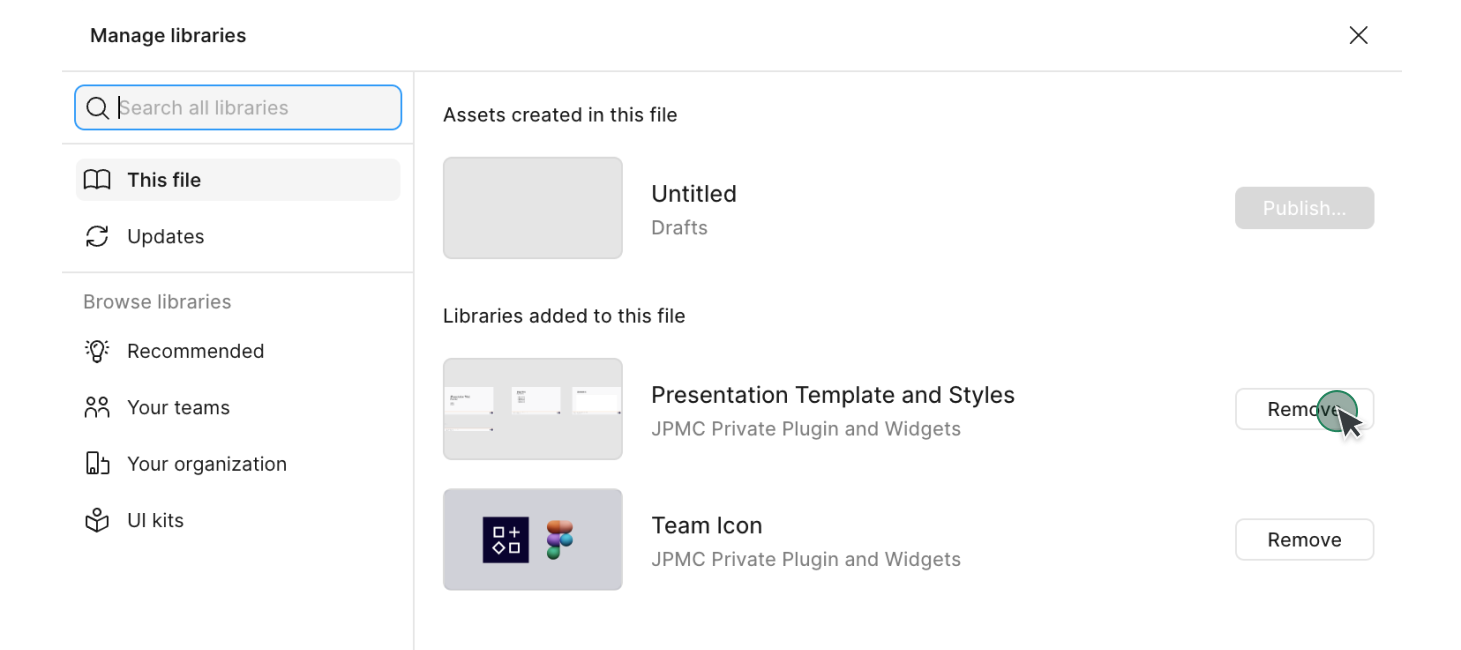 Manage libraries
Search all libraries
This file
Updates
Browse libraries
Recommended
Your teams
Your organization
UI kits
Assets created in this file
Untitled
Drafts
Publish...
Libraries added to this file
Presentation Template and Styles
JPMC Private Plugin and Widgets
Remove
Team Icon
JPMC Private Plugin and Widgets
Remove